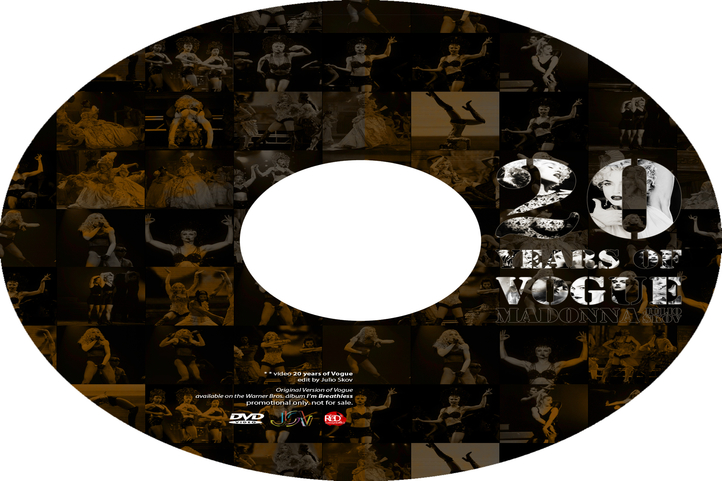 20
YEARS OF
VOGUE
MADONNA
* * video 20 years of Vogue
edit by Julio Skov
Original Version of Vogue
available on the Warner Bros. album I'm Breathless
promotional only, not for sale.
DVD
VIDEO